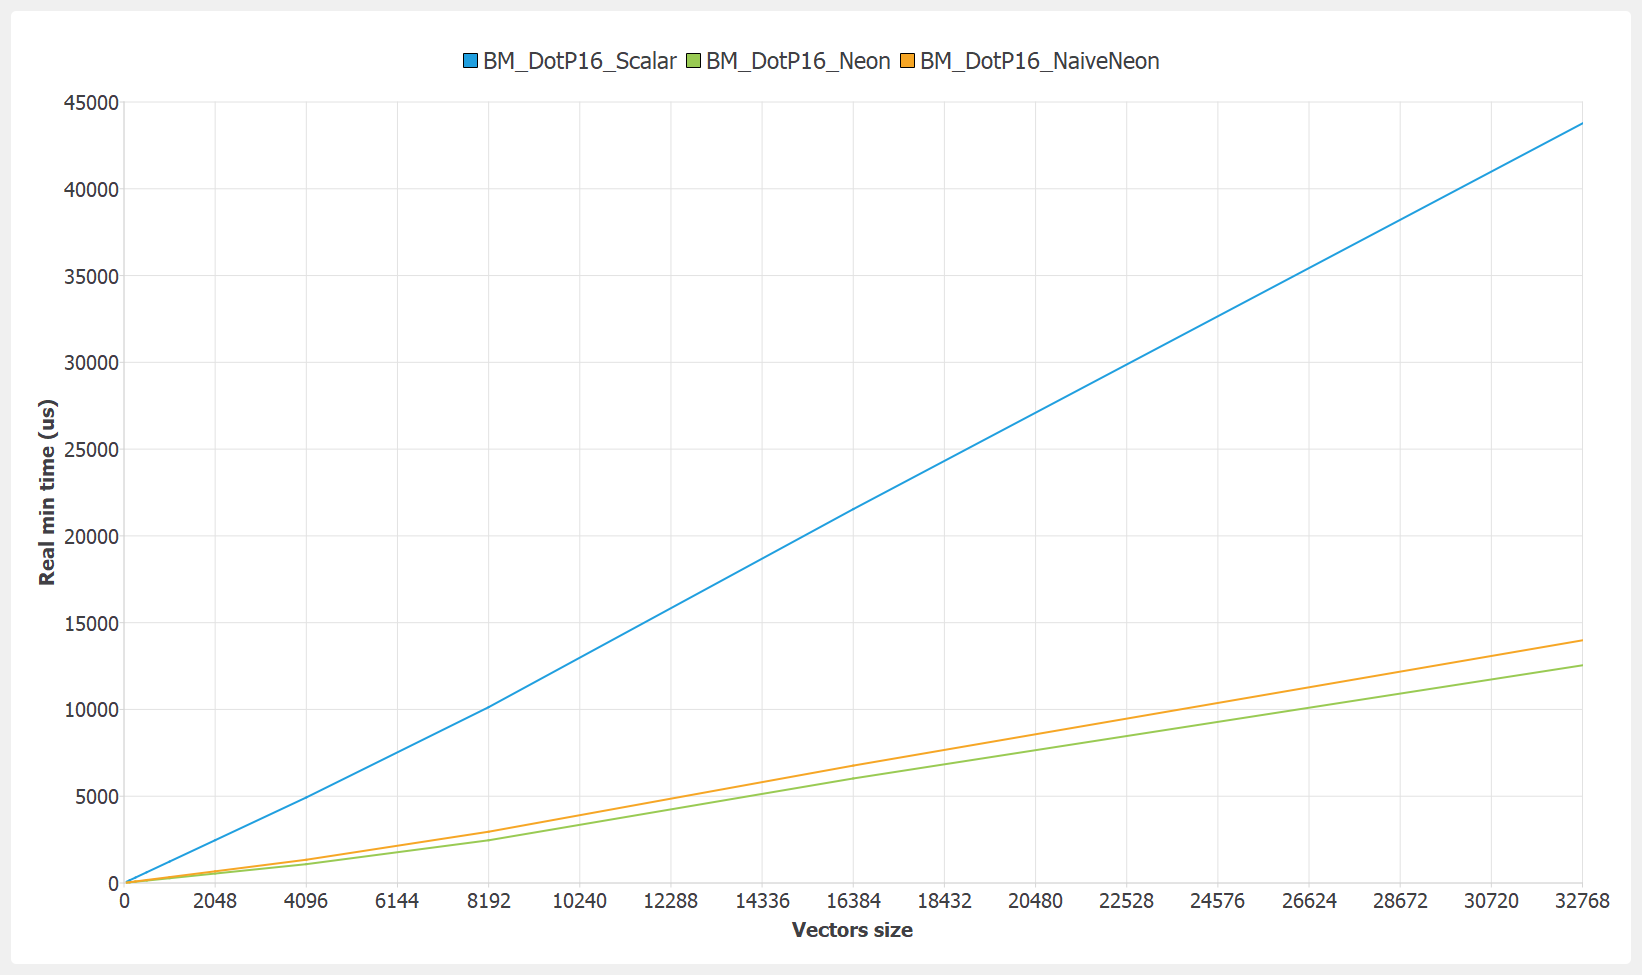 BM_DotP16_Scalar BM_DotP16_Neon BM_DotP16_NaiveNeon
45000
40000
35000
30000
25000
20000
15000
10000
5000
0
Real min time (us)
0 2048 4096 6144 8192 10240 12288 14336 16384 18432 20480 22528 24576 26624 28672 30720 32768
Vectors size